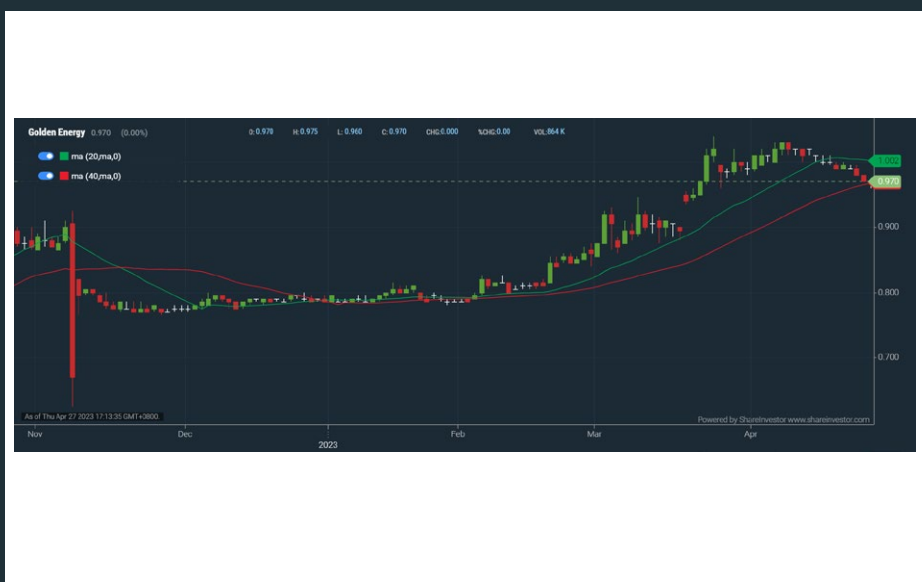 Golden Energy 0.970 (0.00%) O: 0.970 H: 0.975 L: 0.960 C: 0.970 CHG: 0.000 %CHG: 0.00 VOL: 864 K
ma (20,ma,0)
ma (40,ma,0)
1.002
0.970
0.900
0.800
0.700
As of Thu Apr 27 2023 17:13:35 GMT+0800
Powered by ShareInvestor www.shareinvestor.com
Nov Dec Feb Mar Apr
2023